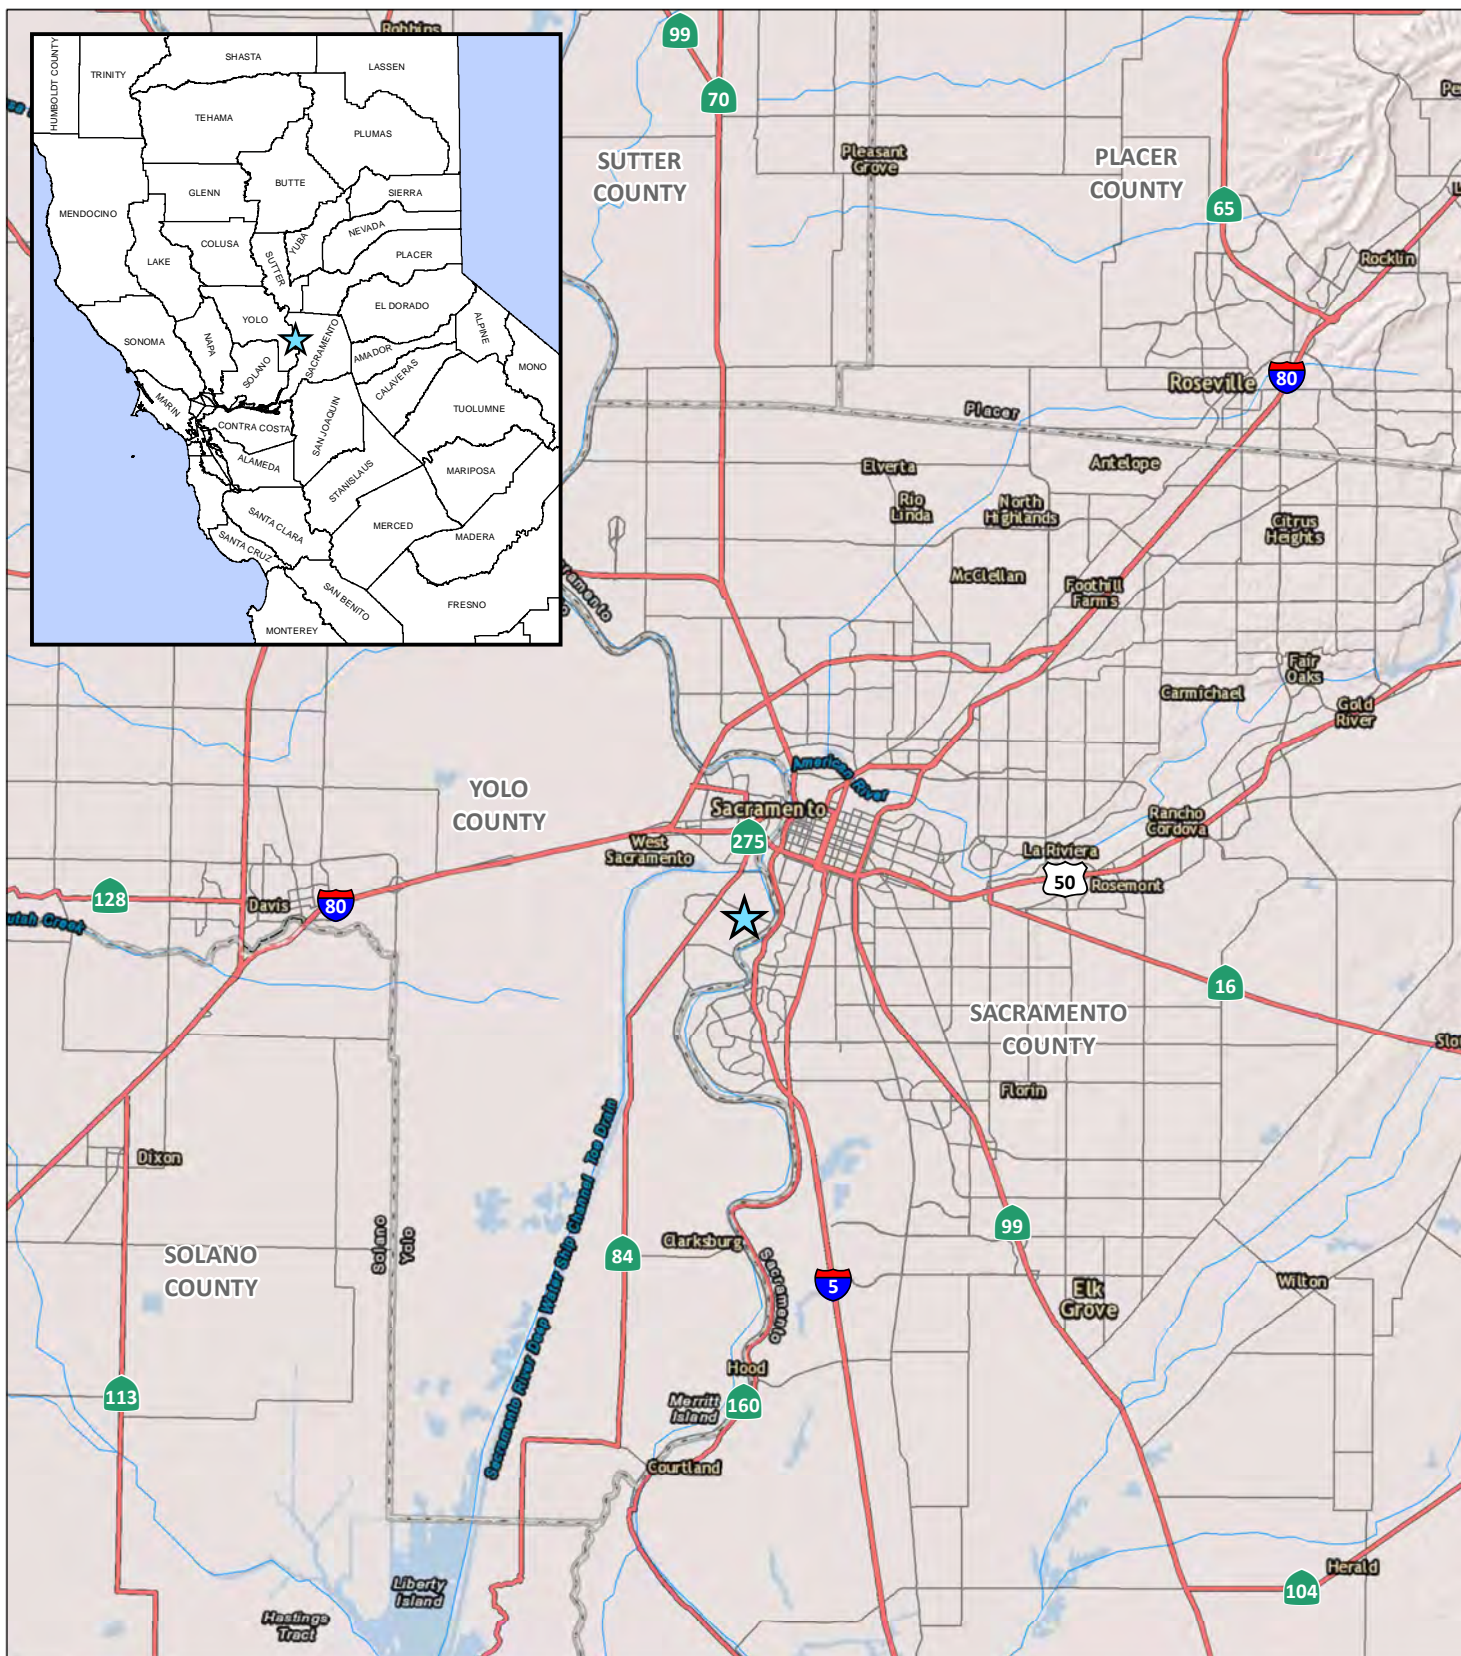 Robbins
99
70
SUTTER
COUNTY
Pleasant
Grove
PLACER
COUNTY
65
Rocklin
Roseville
80
Placer
Elverta
Antelope
Rio
Linda
North
Highlands
Citrus
Heights
McClellan
Foothill
Farms
Fair
Oaks
Carmichael
Gold
River
HUMBOLDT COUNTY
TRINITY
SHASTA
LASSEN
TEHAMA
PLUMAS
BUTTE
GLENN
SIERRA
MENDOCINO
NEVADA
YUBA
COLUSA
LAKE
SUTTER
PLACER
YOLO
EL DORADO
SONOMA
NAPA
SACRAMENTO
ALPINE
SOLANO
AMADOR
MONO
CALAVERAS
MARIN
TUOLUMNE
CONTRA COSTA
SAN JOAQUIN
ALAMEDA
STANISLAUS
MARIPOSA
SANTA CLARA
MERCED
MADERA
SANTA CRUZ
SAN BENITO
FRESNO
MONTEREY
American River
YOLO
COUNTY
Sacramento
275
West
Sacramento
Rancho
Cordova
La Riviera
50
Rosemont
128
Davis
80
utah Creek
16
SACRAMENTO
COUNTY
Florin
Dixon
Sacramento River Deep Water Ship Channel Toe Drain
SOLANO
COUNTY
Solano
Yolo
84
Clarksburg
Sacramento
99
5
Elk
Grove
Wilton
Hood
113
Merritt
Island
160
Courtland
Liberty
Island
Hastings
Tract
Herald
104